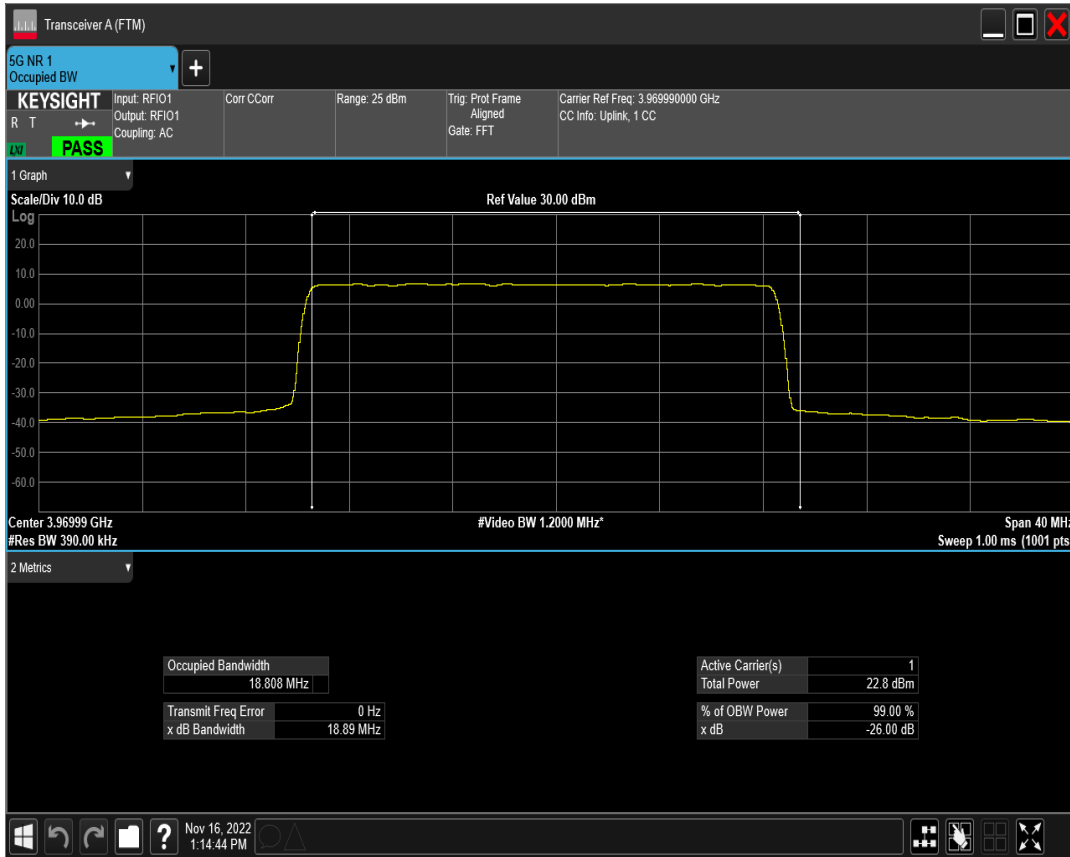 Transceiver A (FTM)
5G NR 1
Occupied BW
+
KEYSIGHT
R T
LXI
PASS
Input: RFIO1
Output: RFIO1
Coupling: AC
Corr CCorr
Range: 25 dBm
Trig: Prot Frame
Aligned
Gate: FFT
Carrier Ref Freq: 3.969990000 GHz
CC Info: Uplink, 1 CC
1 Graph
Scale/Div 10.0 dB
Ref Value 30.00 dBm
Log
20.0
10.0
0.00
-10.0
-20.0
-30.0
-40.0
-50.0
-60.0
Center 3.96999 GHz
#Video BW 1.2000 MHz*
Span 40 MHz
#Res BW 390.00 kHz
Sweep 1.00 ms (1001 pts
2 Metrics
Occupied Bandwidth
18.808 MHz
Transmit Freq Error 0 Hz
x dB Bandwidth 18.89 MHz
Active Carrier(s) 1
Total Power 22.8 dBm
% of OBW Power 99.00 %
x dB -26.00 dB
?
Nov 16, 2022
1:14:44 PM